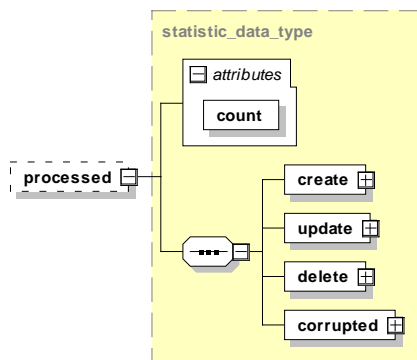 statistic_data_type
attributes
count
processed
create
update
delete
corrupted